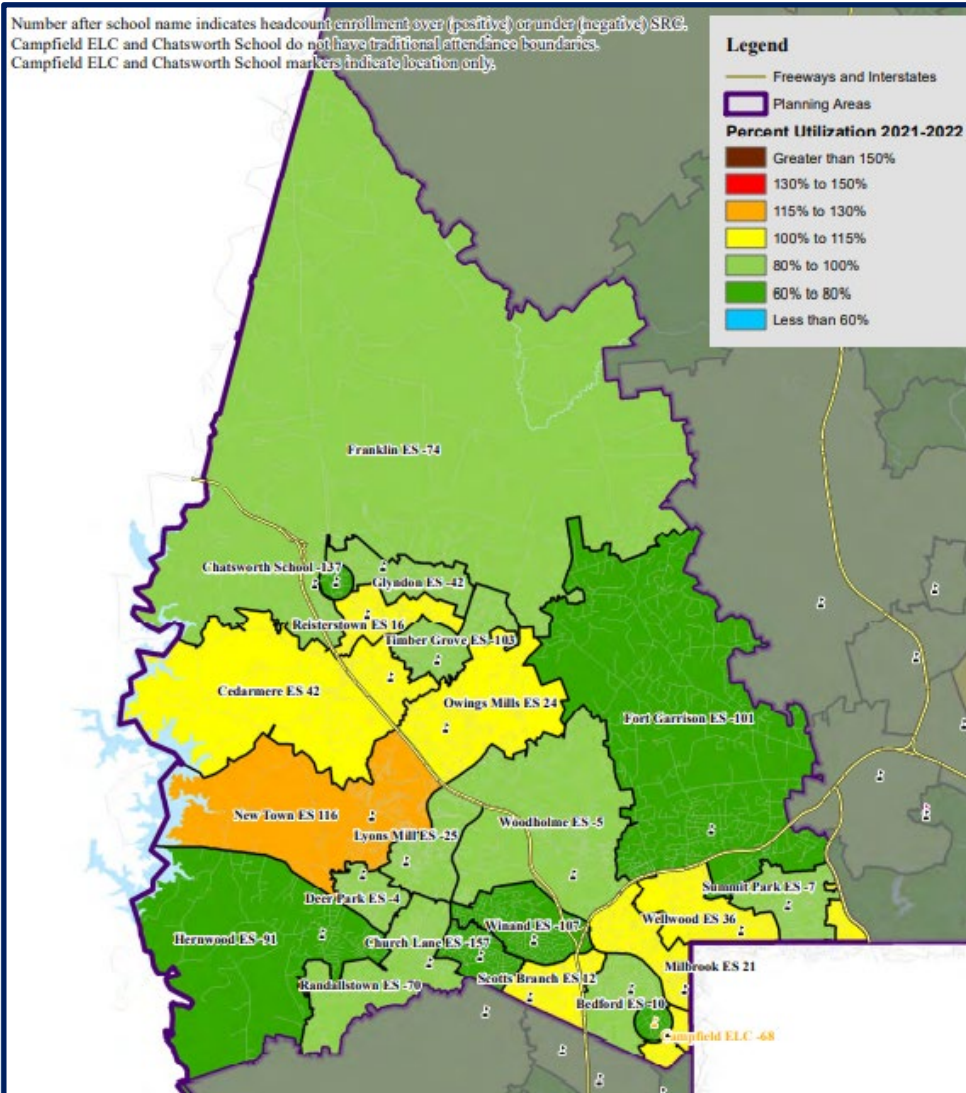 Number after school name indicates headcount enrollment over (positive) or under (negative) SRC.
Campfield ELC and Chatsworth School do not have traditional attendance boundaries.
Campfield ELC and Chatsworth School markers indicate location only.
Legend
Freeways and Interstates
Planning Areas
Percent Utilization 2021-2022
Greater than 150%
130% to 150%
115% to 130%
100% to 115%
80% to 100%
60% to 80%
Less than 60%
Franklin ES -74
Chatsworth School -137
Glyndon ES -42
Reisterstown ES 16
Timber Grove ES -103
Cedarmere ES 42
Owings Mills ES 24
Fort Garrison ES -101
New Town ES 116
Woodholme ES -5
Lyons Mill ES -25
Deer Park ES -4
Summit Park ES -7
Winand ES -107
Wellwood ES 36
Hernwood ES -91
Church Lane ES -157
Milbrook ES 21
Scotts Branch ES 12
Randallstown ES -70
Bedford ES -10
Campfield ELC -68